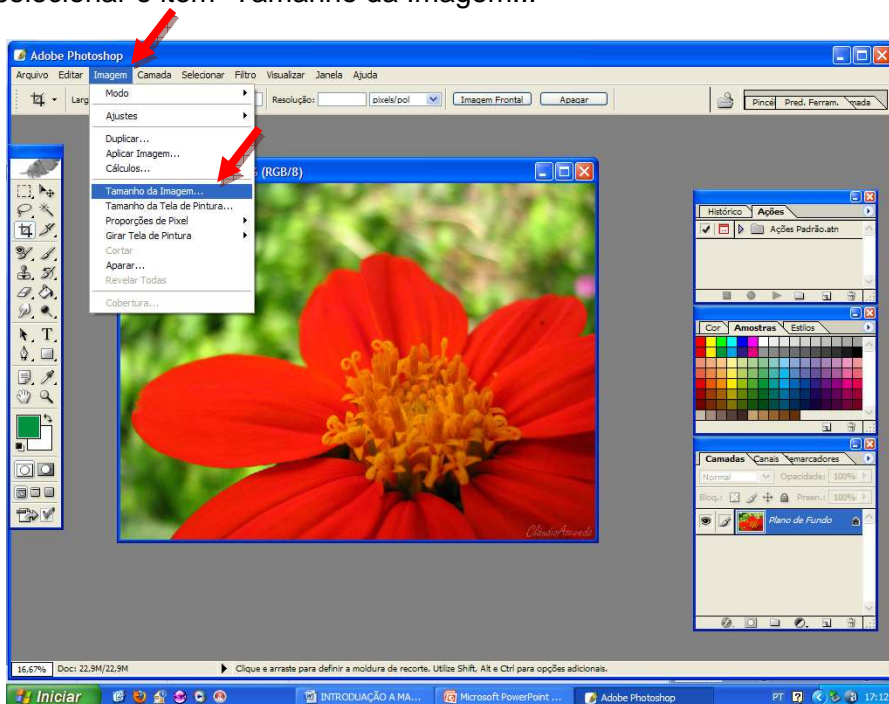 selecionar o item "Tamanho da Imagem...
Adobe Photoshop
Arquivo Editar Imagem Camada Selecionar Filtro Visualizar Janela Ajuda
Larg
Resolução:
pixels/pol
Imagem Frontal
Apagar
Pincé
Pred. Ferram.
mada
Modo
Ajustes
Duplicar...
Aplicar Imagem...
Cálculos...
Tamanho da Imagem...
Tamanho da Tela de Pintura...
Proporções de Pixel
Girar Tela de Pintura
Cortar
Aparar...
Revelar Todas
Cobertura...
(RGB/8)
Histórico Ações
Ações Padrão.atn
Cor Amostras Estilos
Camadas Canais emarcadores
Normal Opacidade: 100%
Bloq.: Preen.: 100%
Plano de Fundo
CláudioAzevedo
16,67% Doc: 22,9M/22,9M Clique e arraste para definir a moldura de recorte. Utilize Shift, Alt e Ctrl para opções adicionais.
Iniciar
INTRODUAÇÃO A MA...
Microsoft PowerPoint ...
Adobe Photoshop
PT
17:12